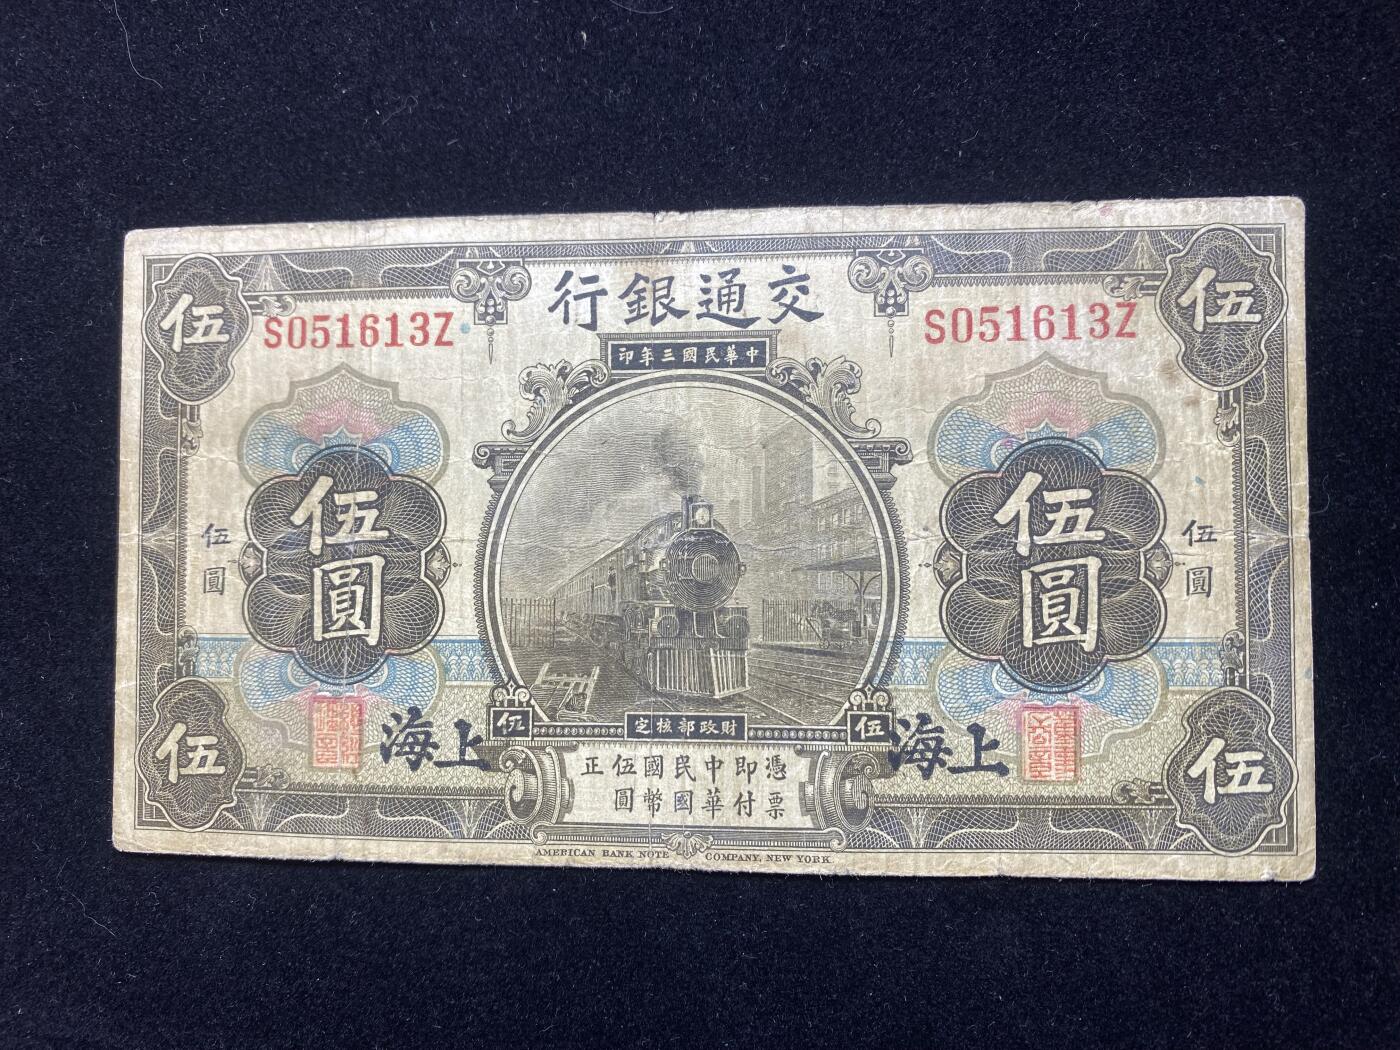 交通銀行
中華民國三年印
S051613Z
S051613Z
伍
伍
伍圓
伍圓
伍圓
伍圓
上海
上海
伍
財政部核定
伍
憑票即付中華民國國幣伍圓正
伍
伍
AMERICAN BANK NOTE COMPANY, NEW YORK